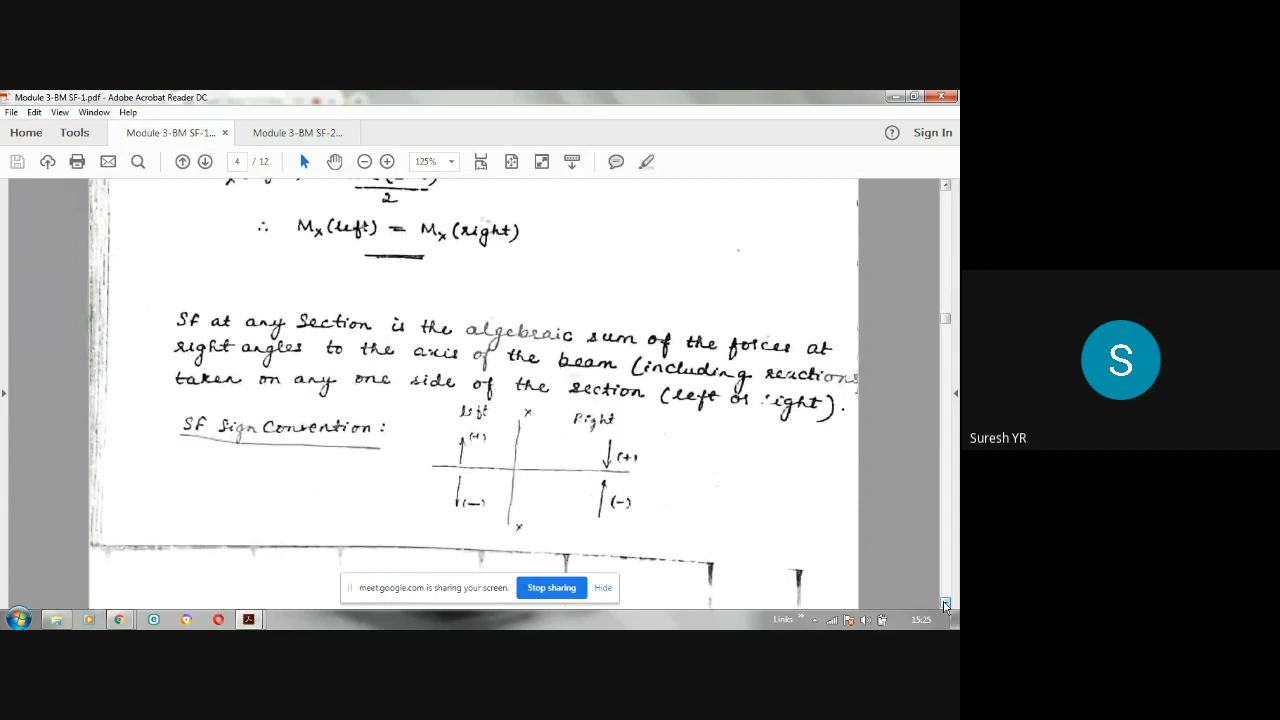 Module 3-BM SF-1.pdf - Adobe Acrobat Reader DC
File Edit View Window Help
Home Tools Module 3-BM SF-1... × Module 3-BM SF-2... Sign In
4 / 12 125%
2
∴ Mx(left) = Mx(right)
SF at any Section is the algebraic sum of the forces at
right angles to the axis of the beam (including reactions
taken on any one side of the section (left or right).
SF Sign Convention:
left x Right
(+) (+)
(-) (-)
x
meet.google.com is sharing your screen. Stop sharing Hide
Links » 15:25
S
Suresh YR